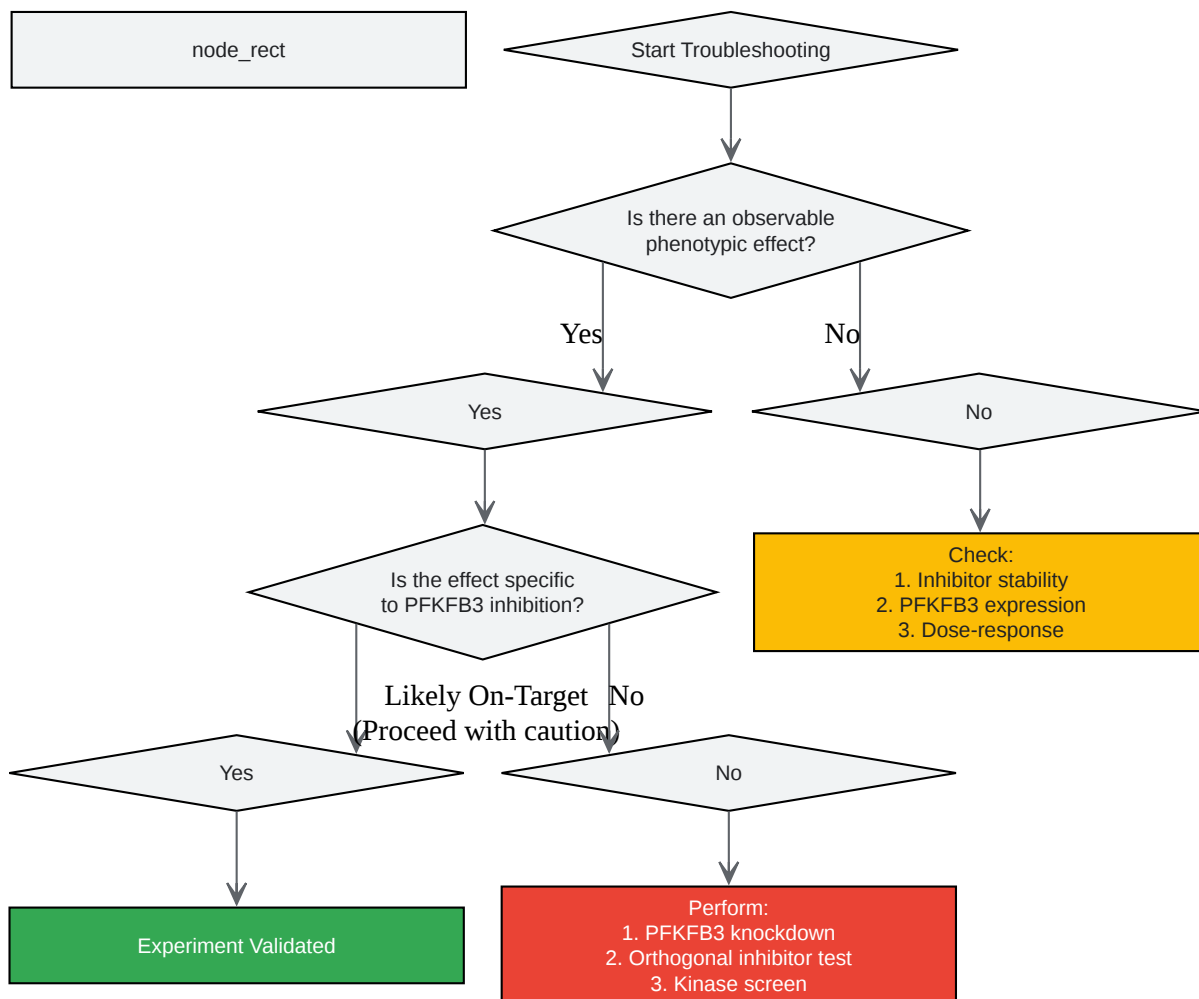 node_rect
Start Troubleshooting
Is there an observable
phenotypic effect?
Yes
No
Yes
No
Check:
1. Inhibitor stability
2. PFKFB3 expression
3. Dose-response
Is the effect specific
to PFKFB3 inhibition?
Likely On-Target
(Proceed with caution)
No
Yes
No
Experiment Validated
Perform:
1. PFKFB3 knockdown
2. Orthogonal inhibitor test
3. Kinase screen